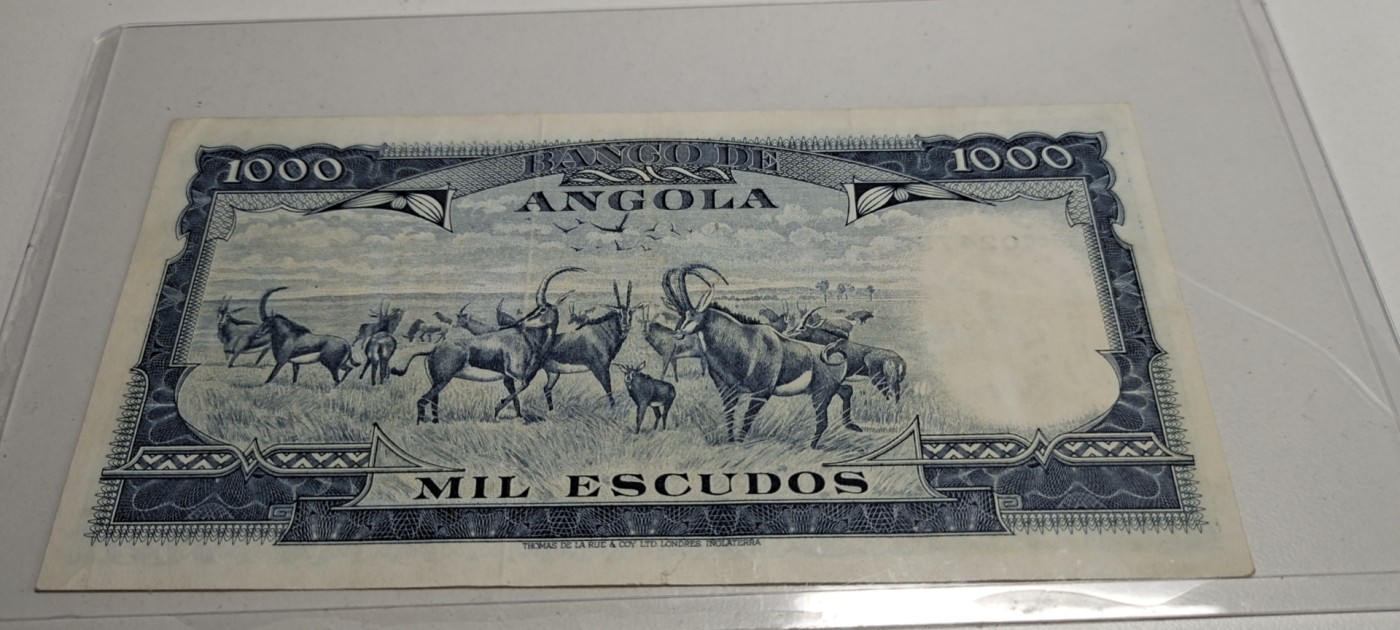 1000 BANCO DE 1000
ANGOLA
MIL ESCUDOS
THOMAS DE LA RUE & COY. LTD. LONDRES. INGLATERRA